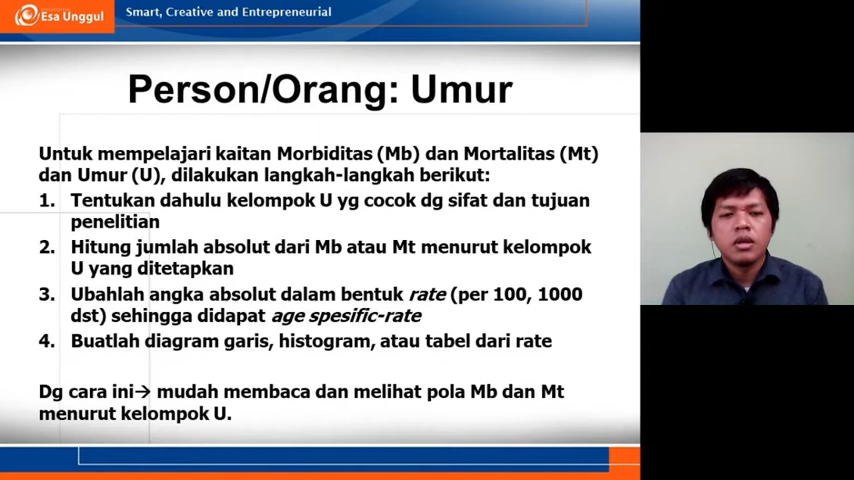 Esa Unggul
Smart, Creative and Entrepreneurial
Person/Orang: Umur
Untuk mempelajari kaitan Morbiditas (Mb) dan Mortalitas (Mt)
dan Umur (U), dilakukan langkah-langkah berikut:
1. Tentukan dahulu kelompok U yg cocok dg sifat dan tujuan
penelitian
2. Hitung jumlah absolut dari Mb atau Mt menurut kelompok
U yang ditetapkan
3. Ubahlah angka absolut dalam bentuk rate (per 100, 1000
dst) sehingga didapat age spesific-rate
4. Buatlah diagram garis, histogram, atau tabel dari rate
Dg cara ini→ mudah membaca dan melihat pola Mb dan Mt
menurut kelompok U.